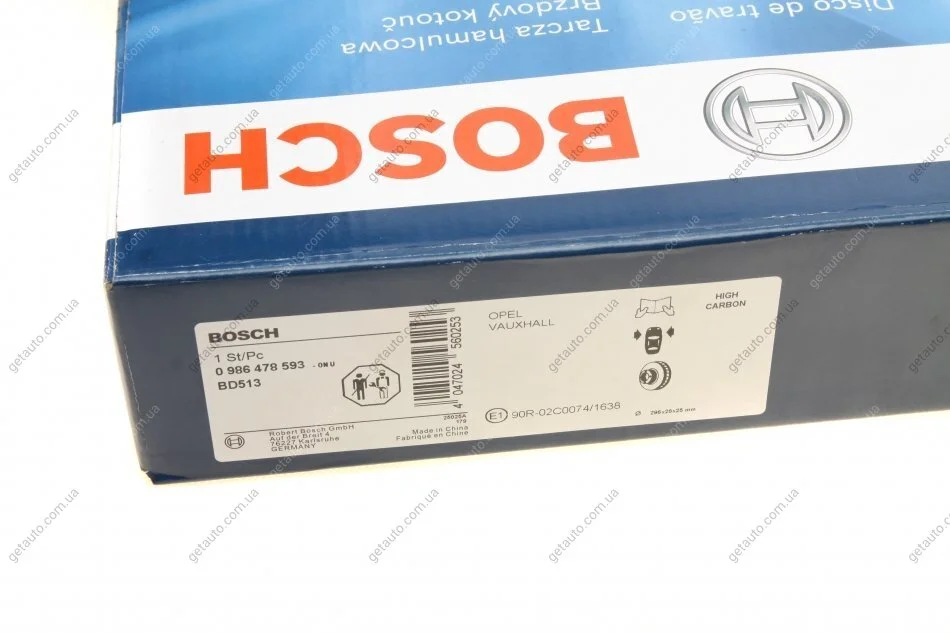 Disco de travão
Tarcza hamulcowa
Brzdový kotouč
BOSCH
BOSCH
1 St/Pc
0 986 478 593 - 0N U
BD513
4 047024 560253
OPEL
VAUXHALL
HIGH
CARBON
E1 90R-02C0074/1638
Robert Bosch GmbH
Auf der Breit 4
76227 Karlsruhe
GERMANY
Made in China
Fabriqué en Chine
getauto.com.ua